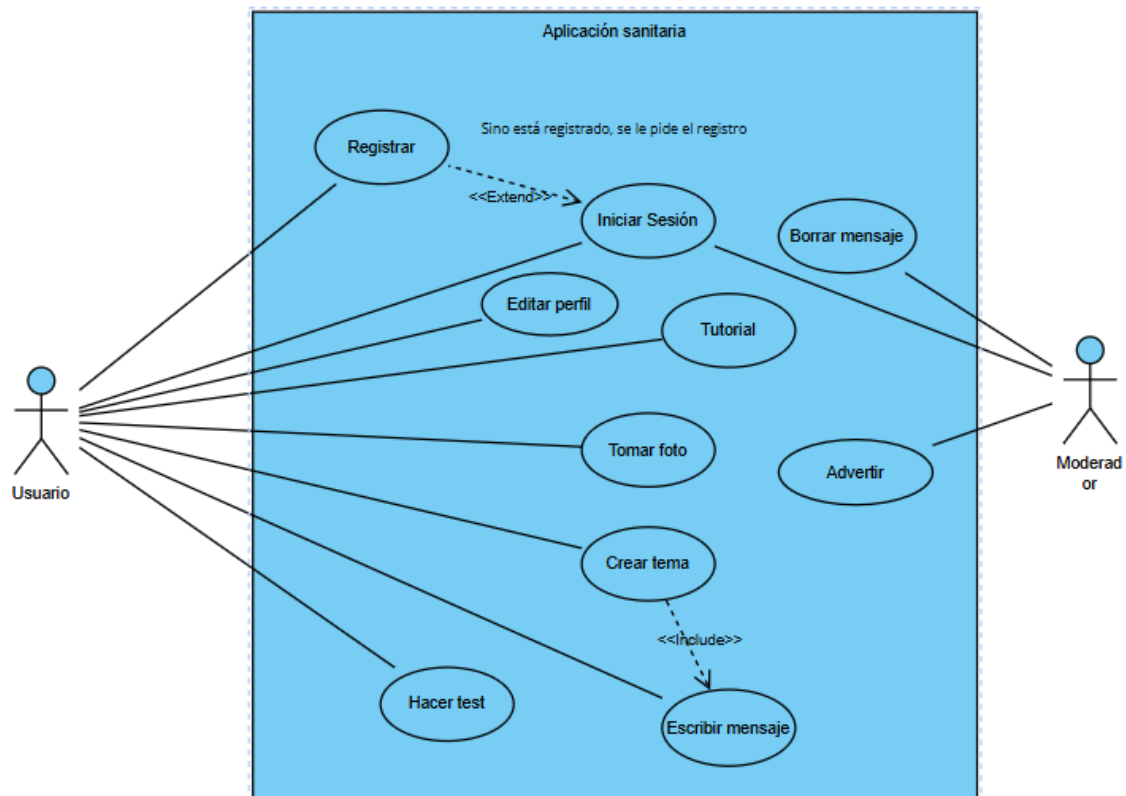 Aplicación sanitaria
Sino está registrado, se le pide el registro
Registrar
<<Extend>>
Iniciar Sesión
Borrar mensaje
Editar perfil
Tutorial
Tomar foto
Advertir
Usuario
Moderad
or
Crear tema
<<Include>>
Hacer test
Escribir mensaje